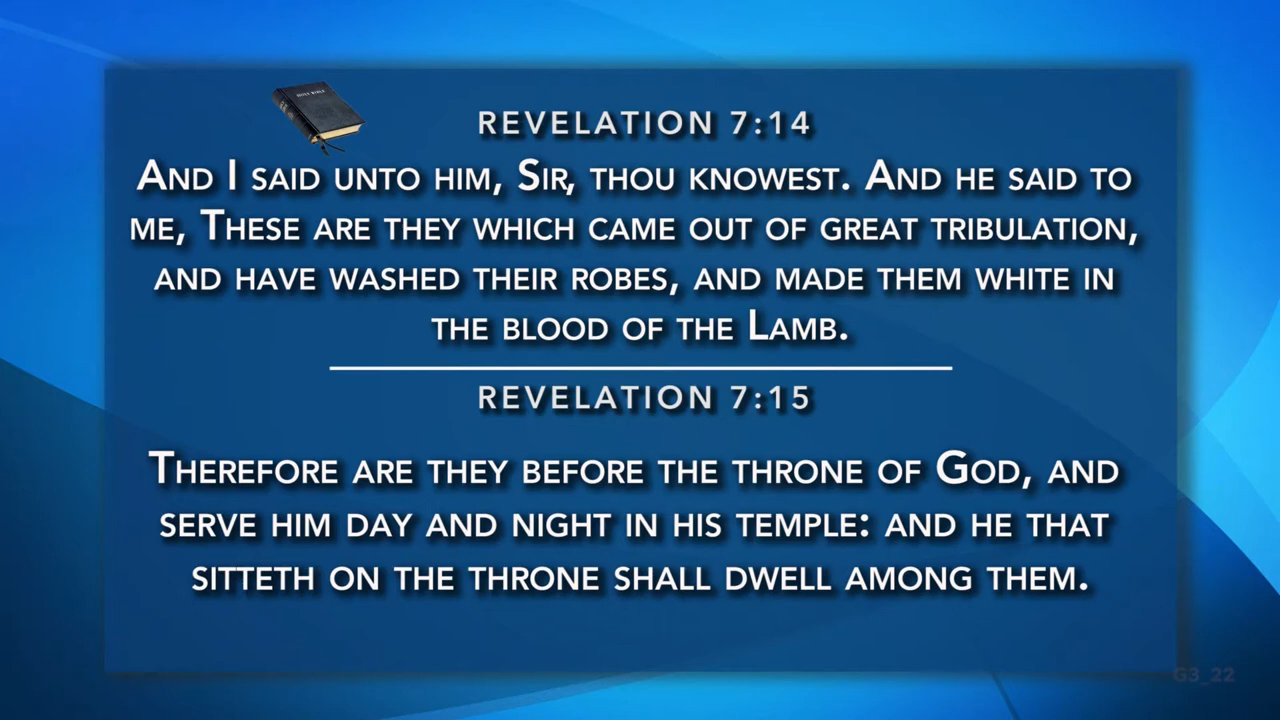 HOLY BIBLE
REVELATION 7:14
And I said unto him, Sir, thou knowest. And he said to
me, These are they which came out of great tribulation,
and have washed their robes, and made them white in
the blood of the Lamb.
REVELATION 7:15
Therefore are they before the throne of God, and
serve him day and night in his temple: and he that
sitteth on the throne shall dwell among them.
G3_22